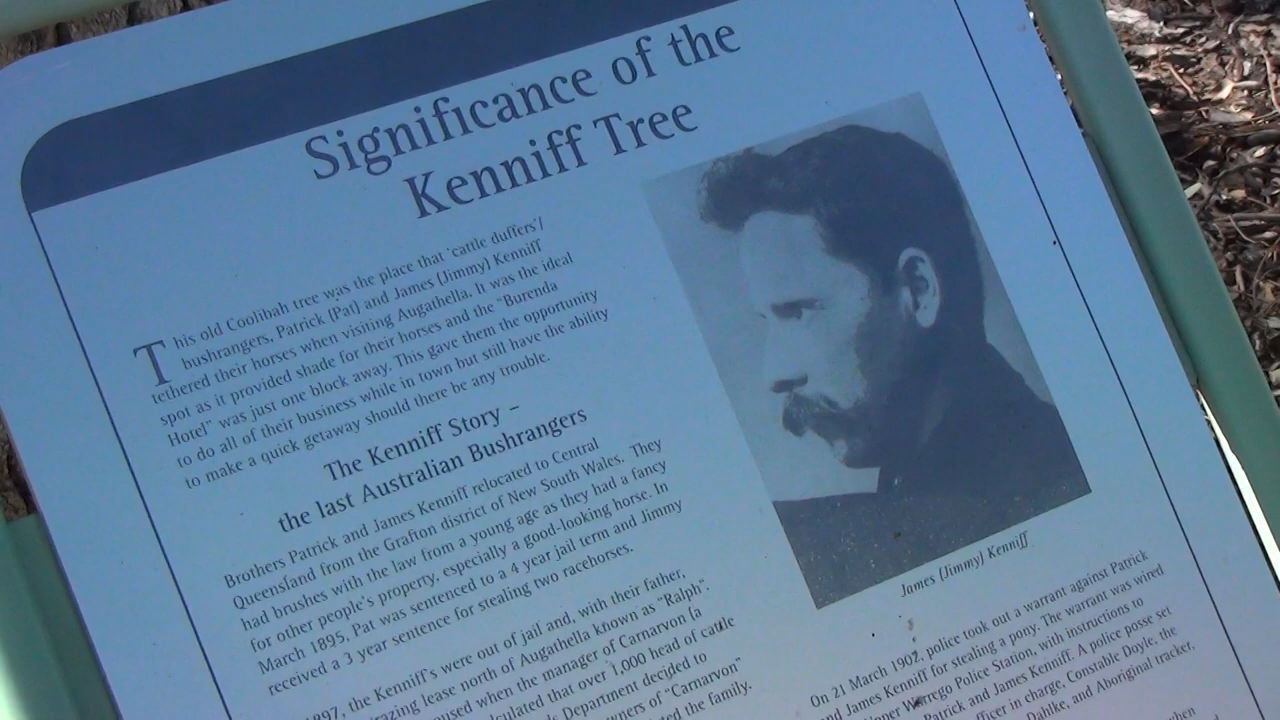 Significance of the
Kenniff Tree
This old Coolibah tree was the place that 'cattle duffers'/
bushrangers, Patrick (Pat) and James (Jimmy) Kenniff
tethered their horses when visiting Augathella. It was the ideal
spot as it provided shade for their horses and the "Burenda
Hotel" was just one block away. This gave them the opportunity
to do all of their business while in town but still have the ability
to make a quick getaway should there be any trouble.
The Kenniff Story –
the last Australian Bushrangers
Brothers Patrick and James Kenniff relocated to Central
Queensland from the Grafton district of New South Wales. They
had brushes with the law from a young age as they had a fancy
for other people's property, especially a good-looking horse. In
March 1895, Pat was sentenced to a 4 year jail term and Jimmy
received a 3 year sentence for stealing two racehorses.
the Kenniff's were out of jail and, with their father,
lease north of Augathella known as "Ralph".
when the manager of Carnarvon (a
that over 1,000 head of cattle
Department decided to
of "Carnarvon"
the family.
James (Jimmy) Kenniff
On 21 March 1902, police took out a warrant against Patrick
and James Kenniff for stealing a pony. The warrant was wired
Warrego Police Station, with instructions to
Patrick and James Kenniff. A police posse set
officer in charge, Constable Doyle, the
Dahlke, and Aboriginal tracker,
when